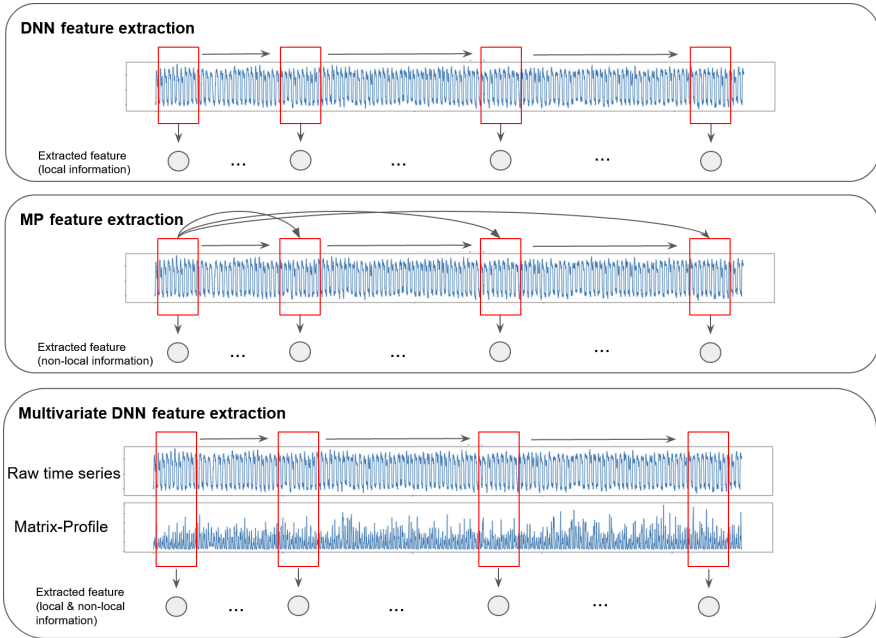 DNN feature extraction
Extracted feature
(local information)
...
...
...
MP feature extraction
Extracted feature
(non-local information)
...
...
...
Multivariate DNN feature extraction
Raw time series
Matrix-Profile
Extracted feature
(local & non-local
information)
...
...
...